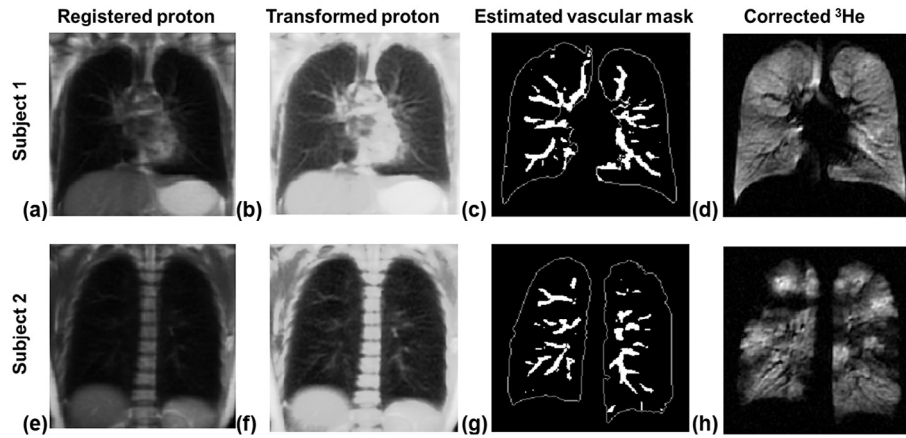 Registered proton Transformed proton Estimated vascular mask Corrected ³He
Subject 1
(a) (b) (c) (d)
Subject 2
(e) (f) (g) (h)